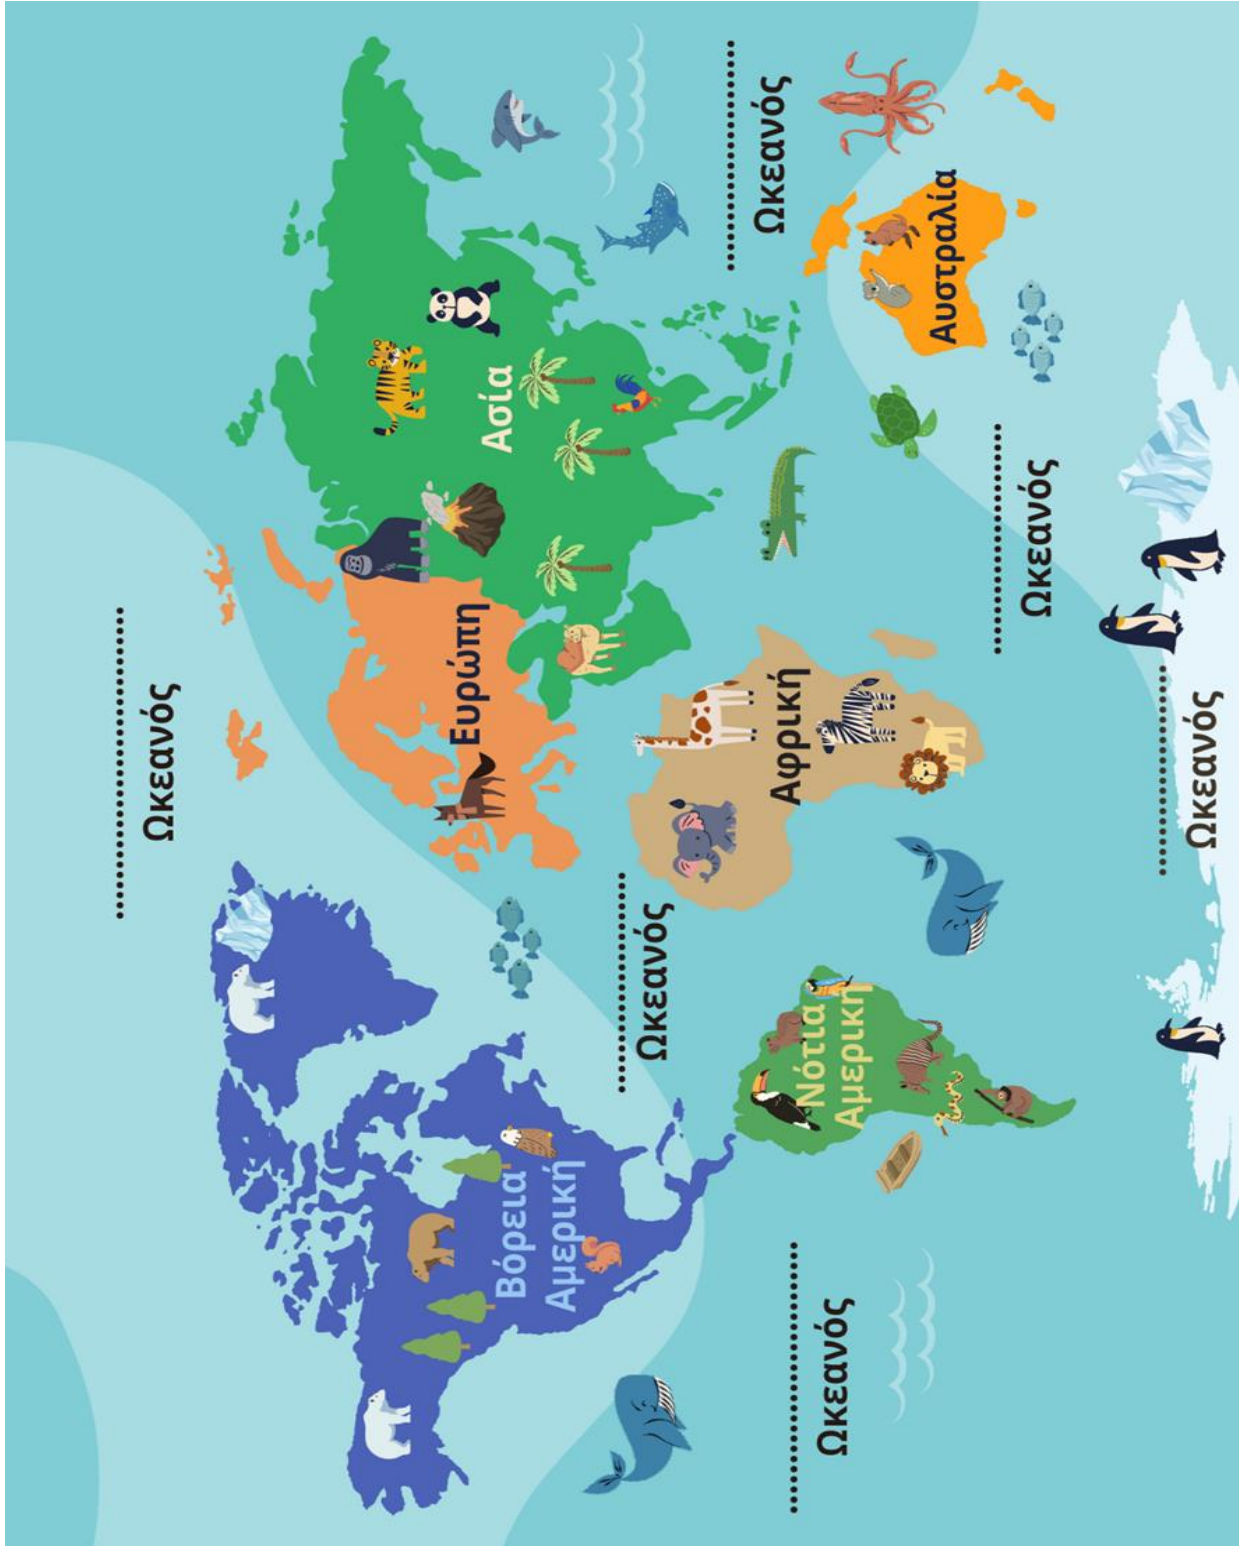 Ωκεανός
Βόρεια
Αμερική
Ευρώπη
Ασία
Ωκεανός
Ωκεανός
Αφρική
Νότια
Αμερική
Ωκεανός
Αυστραλία
Ωκεανός
Ωκεανός